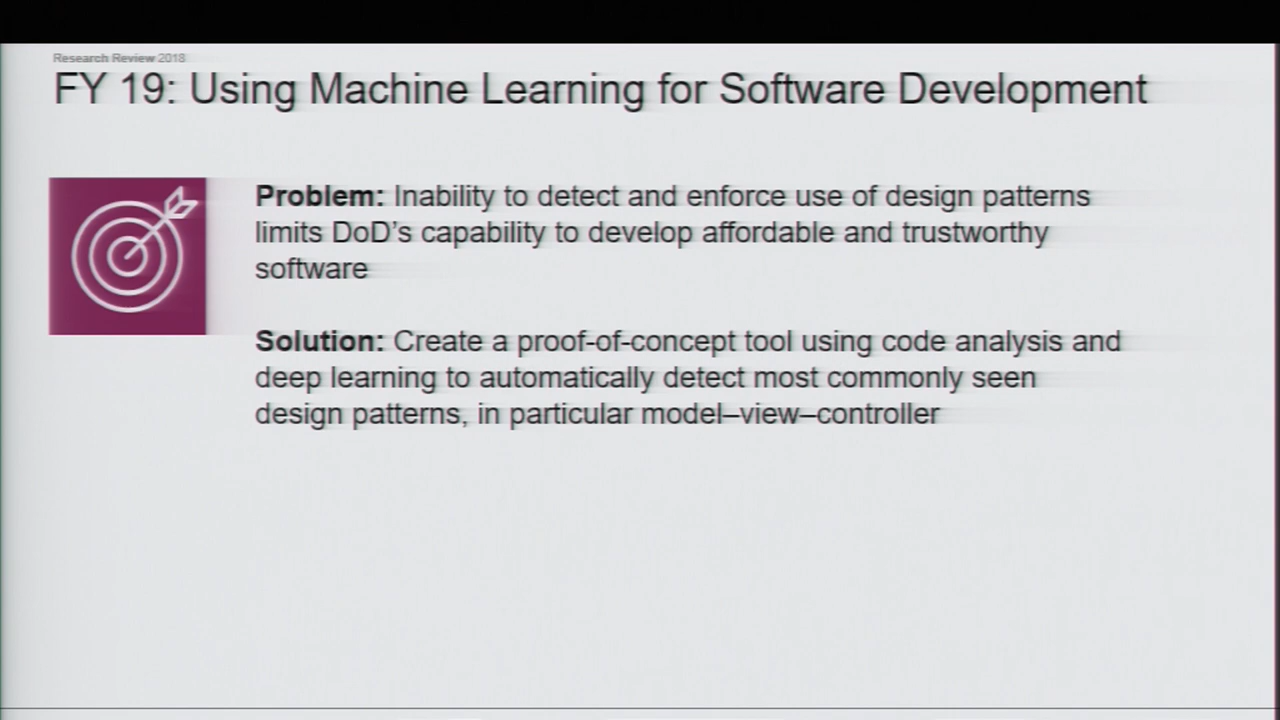 Research Review 2018
FY 19: Using Machine Learning for Software Development
Problem: Inability to detect and enforce use of design patterns
limits DoD’s capability to develop affordable and trustworthy
software
Solution: Create a proof-of-concept tool using code analysis and
deep learning to automatically detect most commonly seen
design patterns, in particular model–view–controller